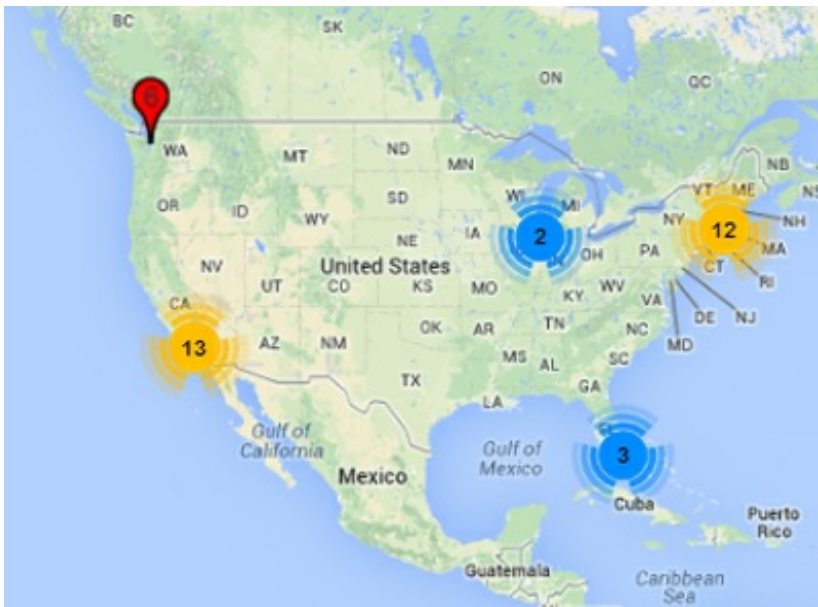 BC
SK
ON
QC
6
WA
MT
ND
MN
NB
VT
ME
NS
OR
ID
SD
WI
MI
WY
NY
NH
IA
2
12
NE
PA
MA
OH
NV
United States
CT
RI
UT
CO
KS
MO
WV
KY
VA
CA
DE
NJ
OK
AR
TN
NC
MD
13
AZ
NM
MS
AL
SC
TX
GA
LA
FL
Gulf of
California
Gulf of
Mexico
3
Mexico
Cuba
Puerto
Rico
Guatemala
Caribbean
Sea